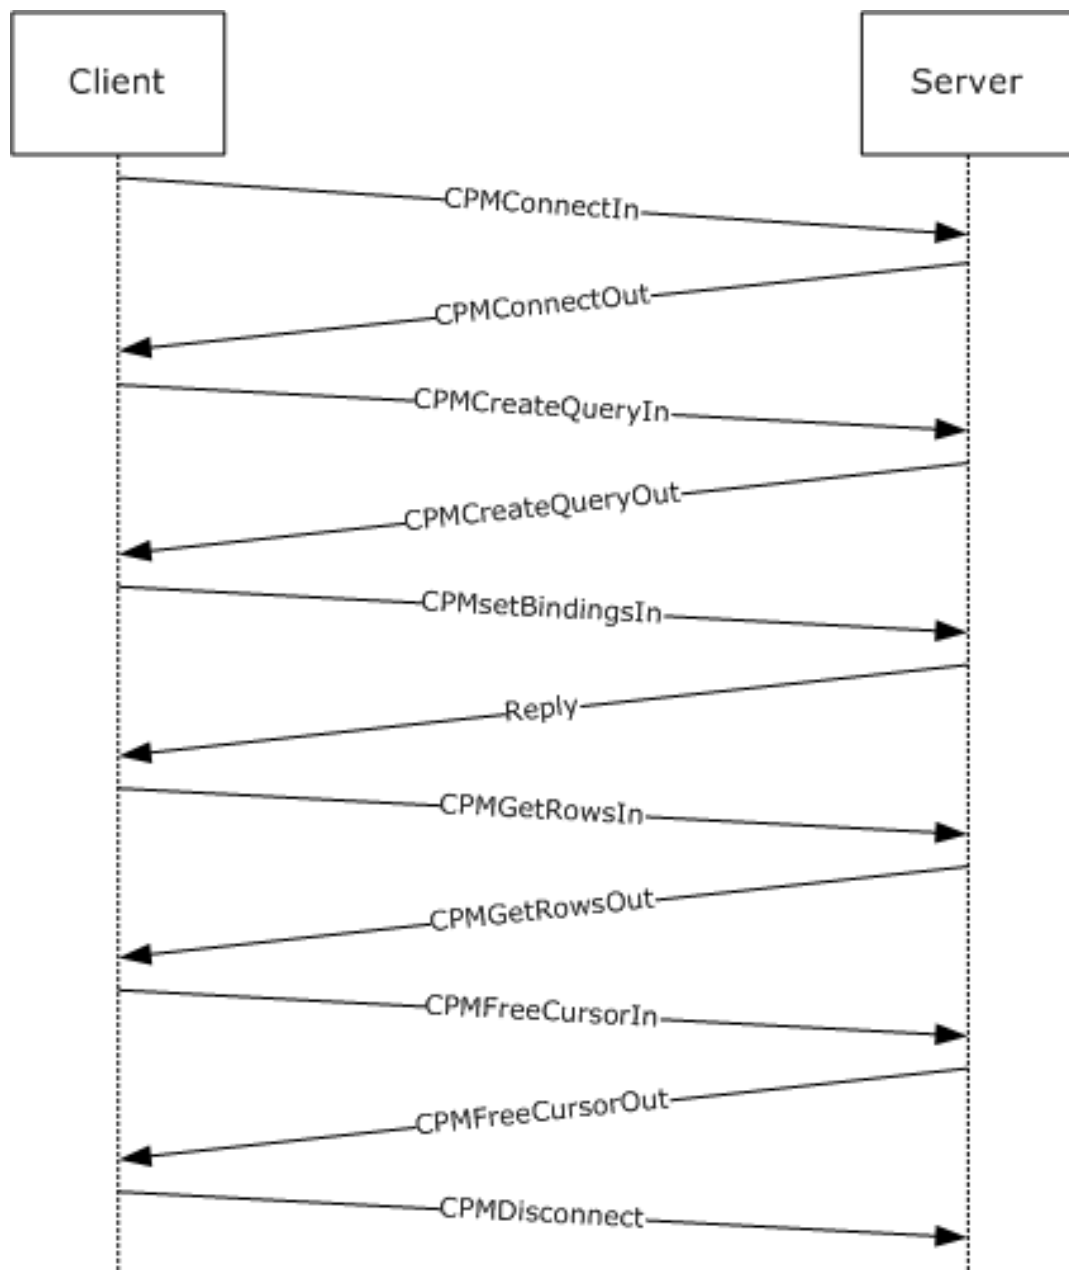 Client
Server
CPMConnectIn
CPMConnectOut
CPMCreateQueryIn
CPMCreateQueryOut
CPMsetBindingsIn
Reply
CPMGetRowsIn
CPMGetRowsOut
CPMFreeCursorIn
CPMFreeCursorOut
CPMDisconnect